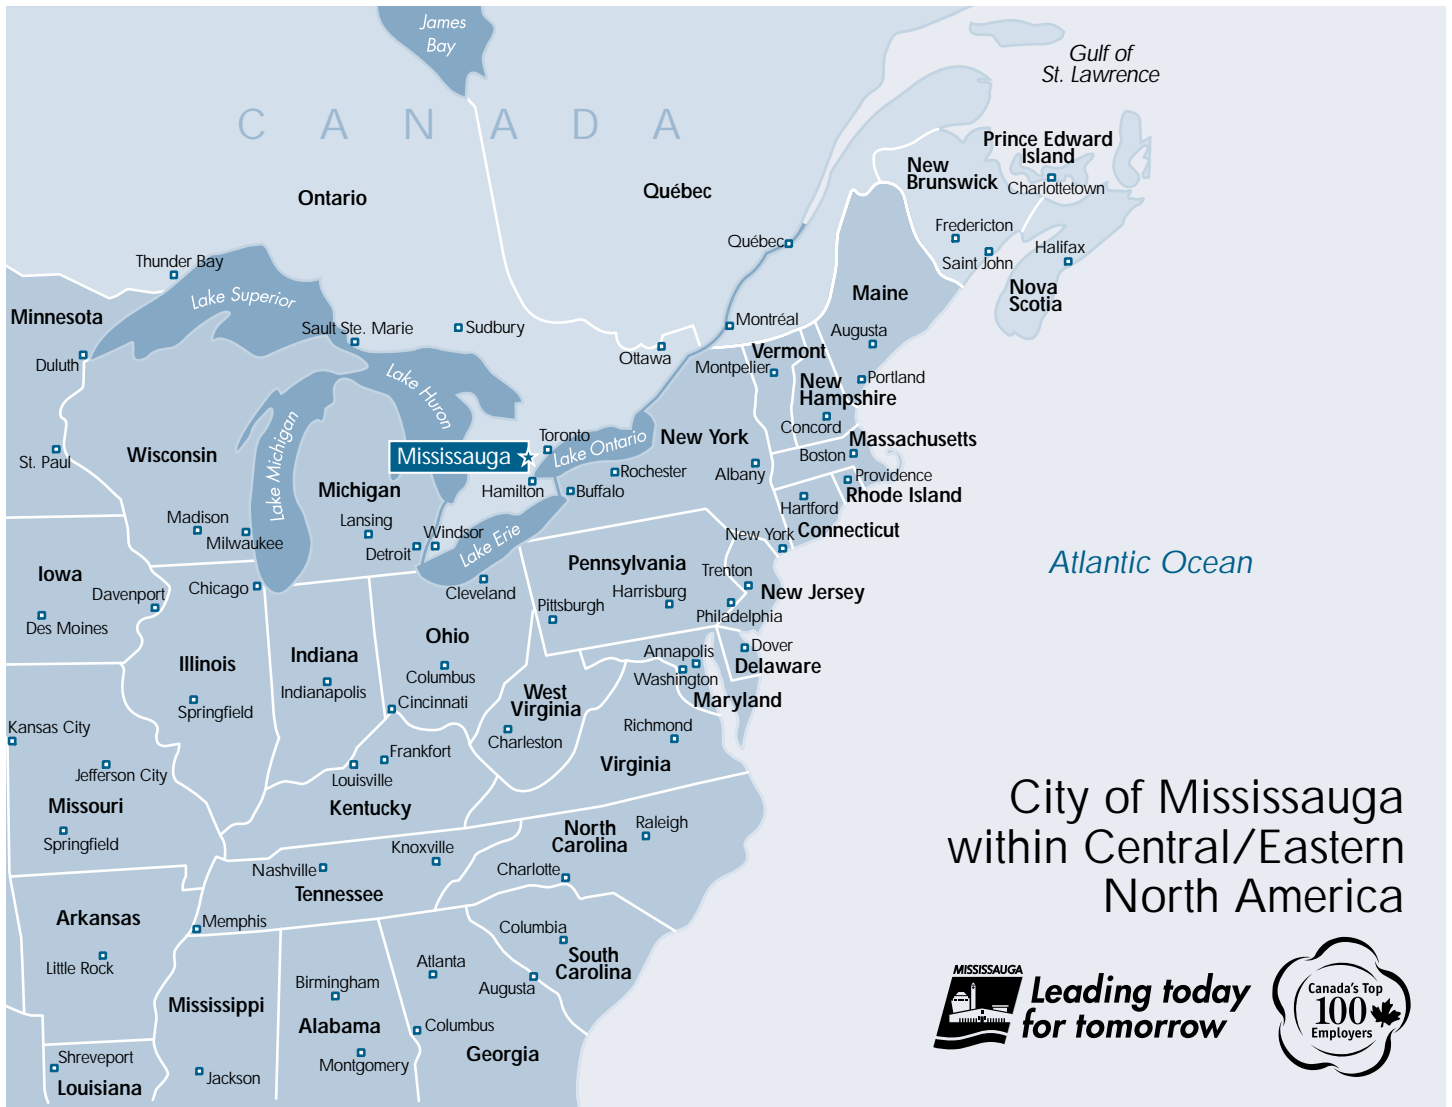 James
Bay
Gulf of
St. Lawrence
C A N A D A
Prince Edward
Island
Charlottetown
New
Brunswick
Ontario
Québec
Fredericton
Québec
Halifax
Saint John
Thunder Bay
Lake Superior
Nova
Scotia
Maine
Minnesota
Sault Ste. Marie
Sudbury
Montréal
Augusta
Duluth
Ottawa
Vermont
Montpelier
Lake Huron
Portland
New
Hampshire
Concord
Lake Michigan
Toronto
Lake Ontario
New York
Massachusetts
Wisconsin
Mississauga
Boston
St. Paul
Rochester
Albany
Providence
Michigan
Hamilton
Buffalo
Rhode Island
Hartford
Madison
Lansing
Windsor
Milwaukee
Detroit
Lake Erie
New York
Connecticut
Atlantic Ocean
Iowa
Pennsylvania
Trenton
Davenport
Chicago
Cleveland
Harrisburg
New Jersey
Pittsburgh
Philadelphia
Des Moines
Ohio
Dover
Illinois
Indiana
Annapolis
Delaware
Columbus
Washington
Indianapolis
West
Virginia
Maryland
Springfield
Cincinnati
Kansas City
Richmond
Charleston
Frankfort
Virginia
Jefferson City
Louisville
Missouri
Kentucky
City of Mississauga
within Central/Eastern
North America
Springfield
North
Carolina
Raleigh
Knoxville
Nashville
Charlotte
Tennessee
Arkansas
Memphis
Columbia
Little Rock
Atlanta
South
Carolina
Birmingham
Augusta
Mississippi
Alabama
Columbus
Georgia
Shreveport
Montgomery
Louisiana
Jackson
MISSISSAUGA
Leading today
for tomorrow
Canada's Top
100
Employers